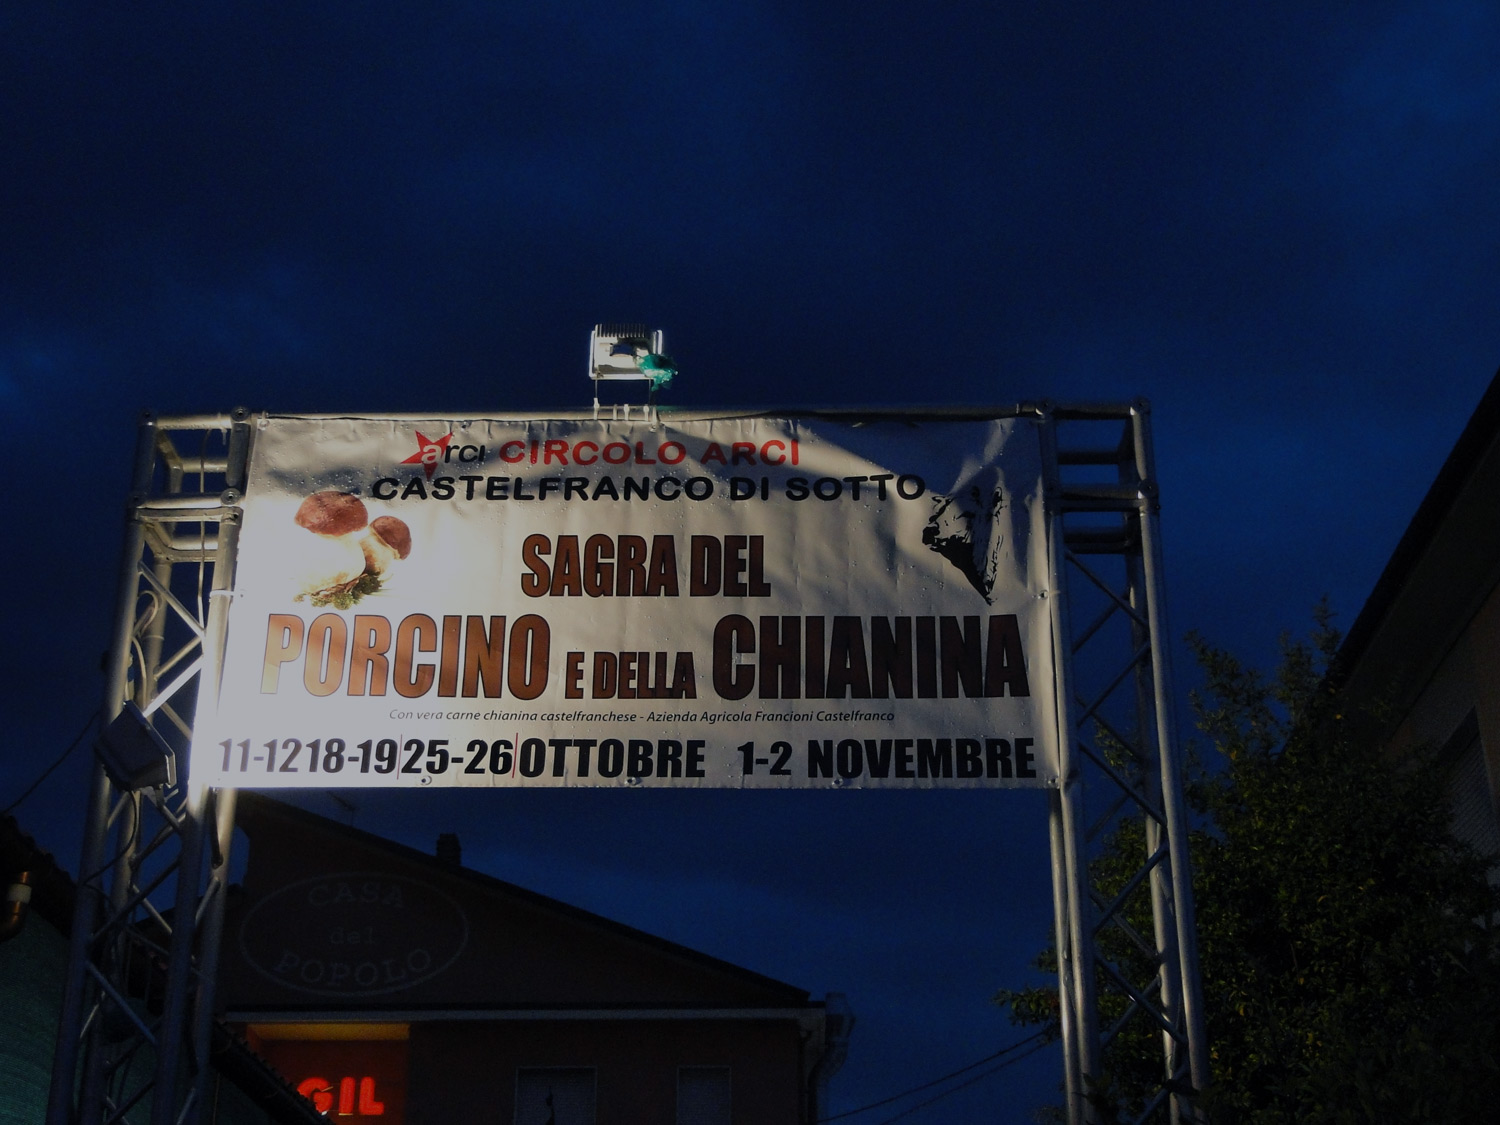 arci CIRCOLO ARCI
CASTELFRANCO DI SOTTO
SAGRA DEL
PORCINO E DELLA CHIANINA
Con vera carne chianina castelfranchese - Azienda Agricola Francioni Castelfranco
11-12 18-19 25-26 OTTOBRE 1-2 NOVEMBRE
CASA
del
POPOLO
GIL